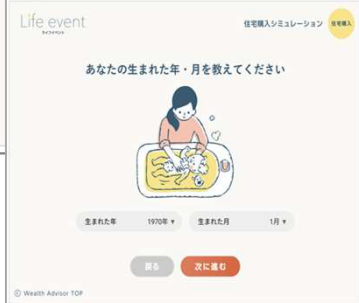 Life event
ライフイベント
住宅購入シミュレーション
住宅購入
あなたの生まれた年・月を教えてください
生まれた年 1970年 ▼ 生まれた月 1月 ▼
戻る 次に進む
Ⓒ Wealth Advisor TOP